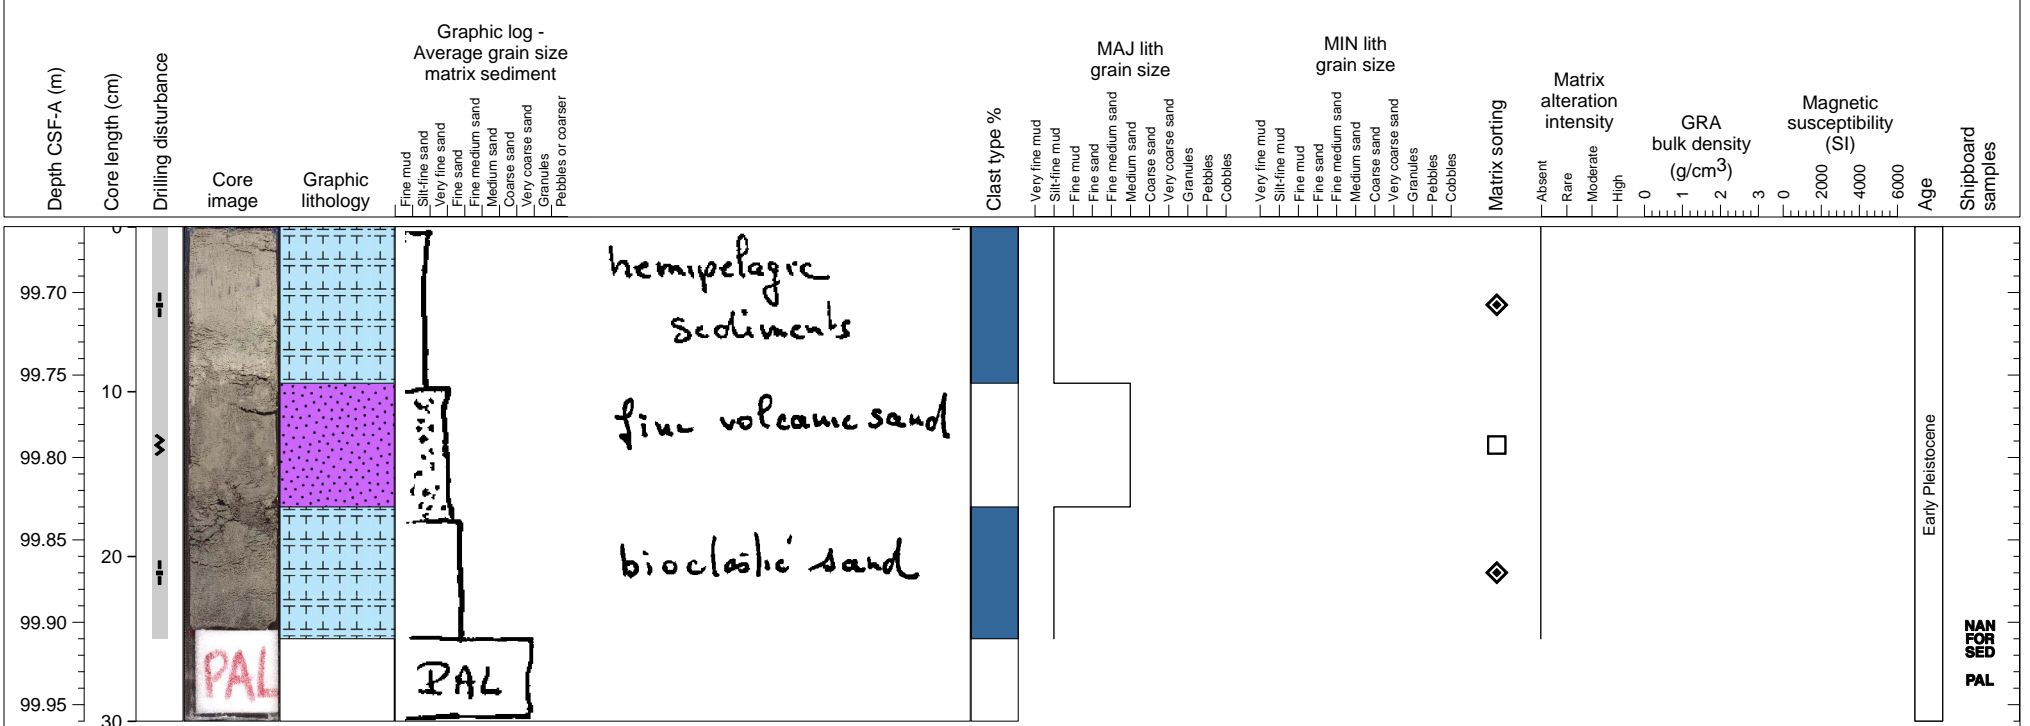 Depth CSF-A (m)
Core length (cm)
Drilling disturbance
Core
image
Graphic
lithology
Graphic log -
Average grain size
matrix sediment
Fine mud
Silt-fine sand
Very fine sand
Fine sand
Fine medium sand
Medium sand
Coarse sand
Very coarse sand
Granules
Pebbles or coarser
Clast type %
MAJ lith
grain size
Very fine mud
Silt-fine mud
Fine mud
Fine sand
Fine medium sand
Medium sand
Coarse sand
Very coarse sand
Granules
Pebbles
Cobbles
MIN lith
grain size
Very fine mud
Silt-fine mud
Fine mud
Fine sand
Fine medium sand
Medium sand
Coarse sand
Very coarse sand
Granules
Pebbles
Cobbles
Matrix sorting
Matrix
alteration
intensity
Absent
Rare
Moderate
High
GRA
bulk density
(g/cm3)
0 1 2 3
Magnetic
susceptibility
(SI)
0 2000 4000 6000
Age
Shipboard
samples
0
99.70
99.75
10
99.80
99.85
20
99.90
99.95
30
hemipelagic
sediments
fine volcanic sand
bioclastic sand
PAL
PAL
Early Pleistocene
NAN
FOR
SED
PAL